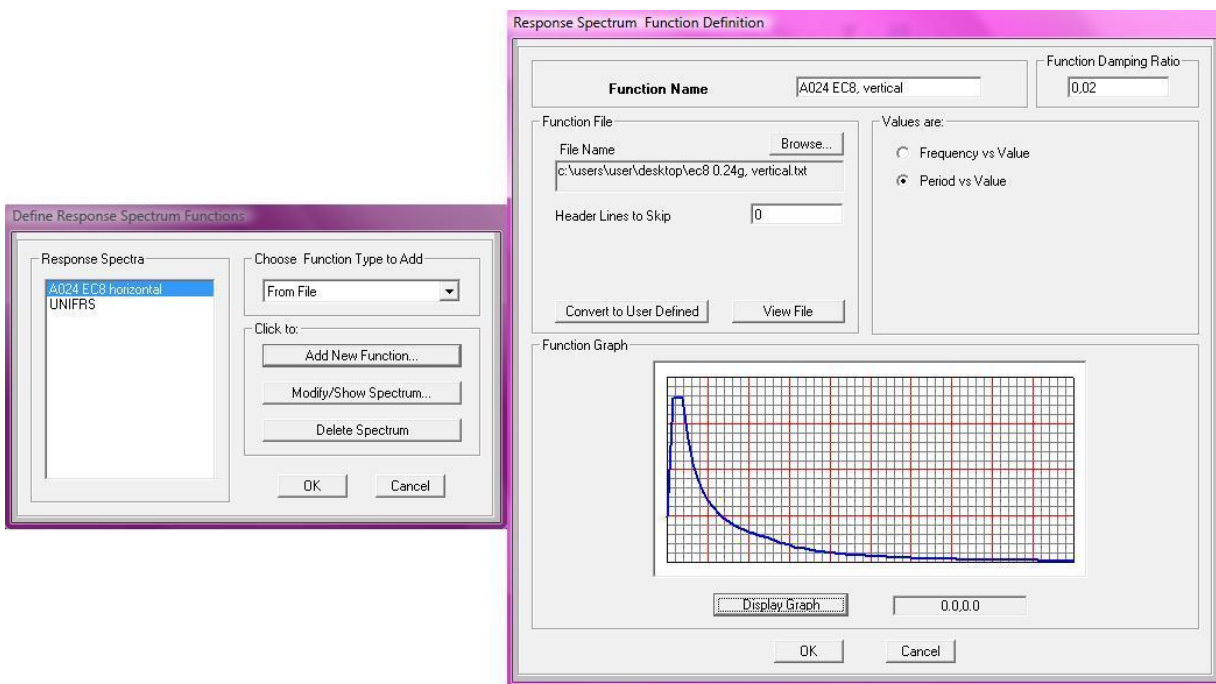 Define Response Spectrum Functions
Response Spectra
A024 EC8 horizontal
UNIFRS
Choose Function Type to Add
From File
Click to:
Add New Function...
Modify/Show Spectrum...
Delete Spectrum
OK
Cancel
Response Spectrum Function Definition
Function Name
A024 EC8, vertical
Function Damping Ratio
0,02
Function File
File Name
Browse...
c:\users\user\desktop\ec8 0.24g, vertical.txt
Header Lines to Skip
0
Convert to User Defined
View File
Values are:
Frequency vs Value
Period vs Value
Function Graph
Display Graph
0.0,0.0
OK
Cancel